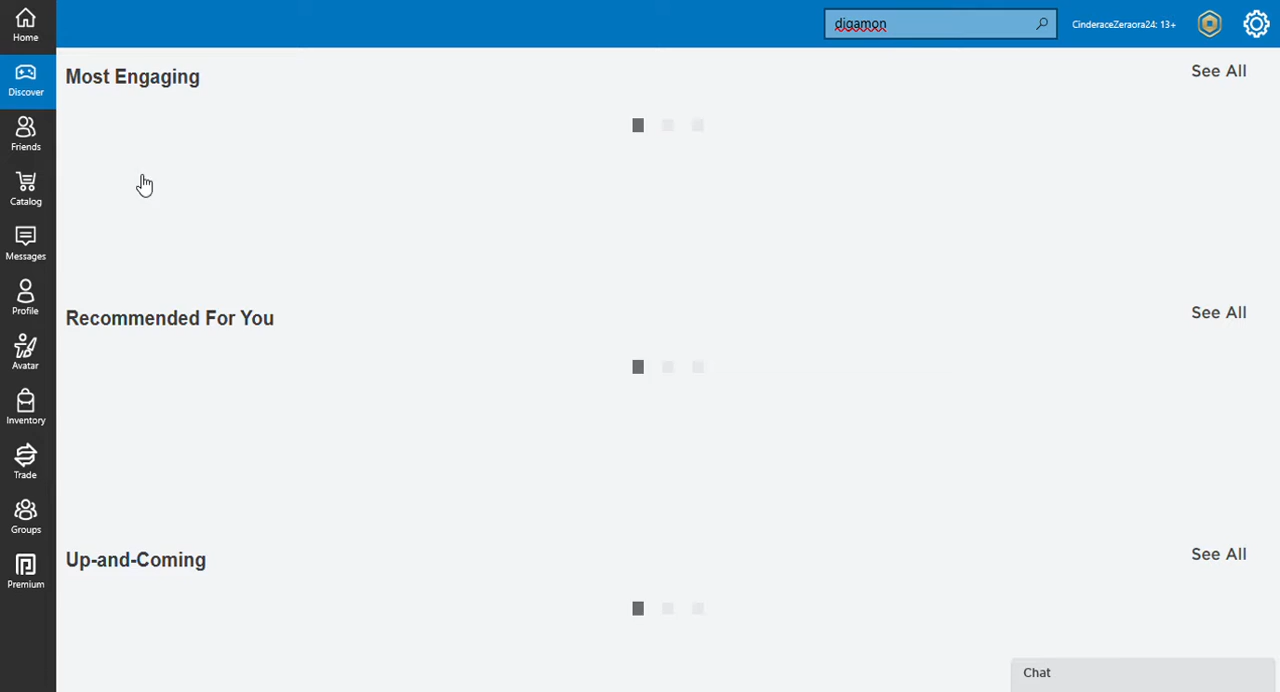 Home
Discover
Friends
Catalog
Messages
Profile
Avatar
Inventory
Trade
Groups
Premium
digamon
CinderaceZeraora24: 13+
Most Engaging
See All
Recommended For You
See All
Up-and-Coming
See All
Chat